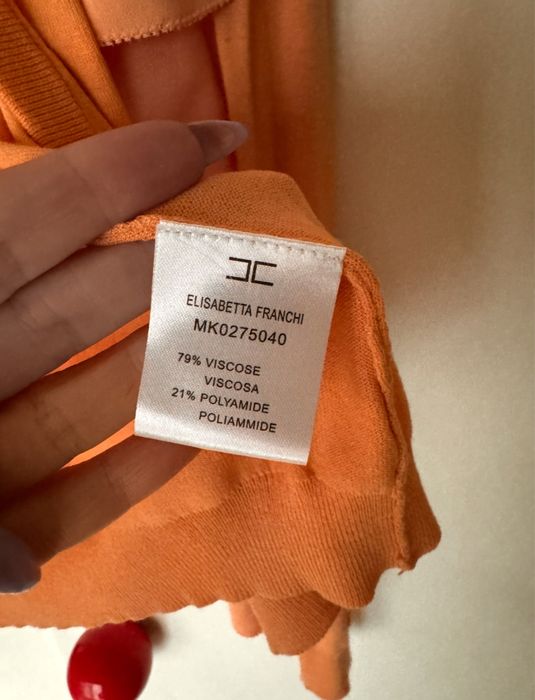 ELISABETTA FRANCHI
MK0275040
79% VISCOSE
VISCOSA
21% POLYAMIDE
POLIAMMIDE